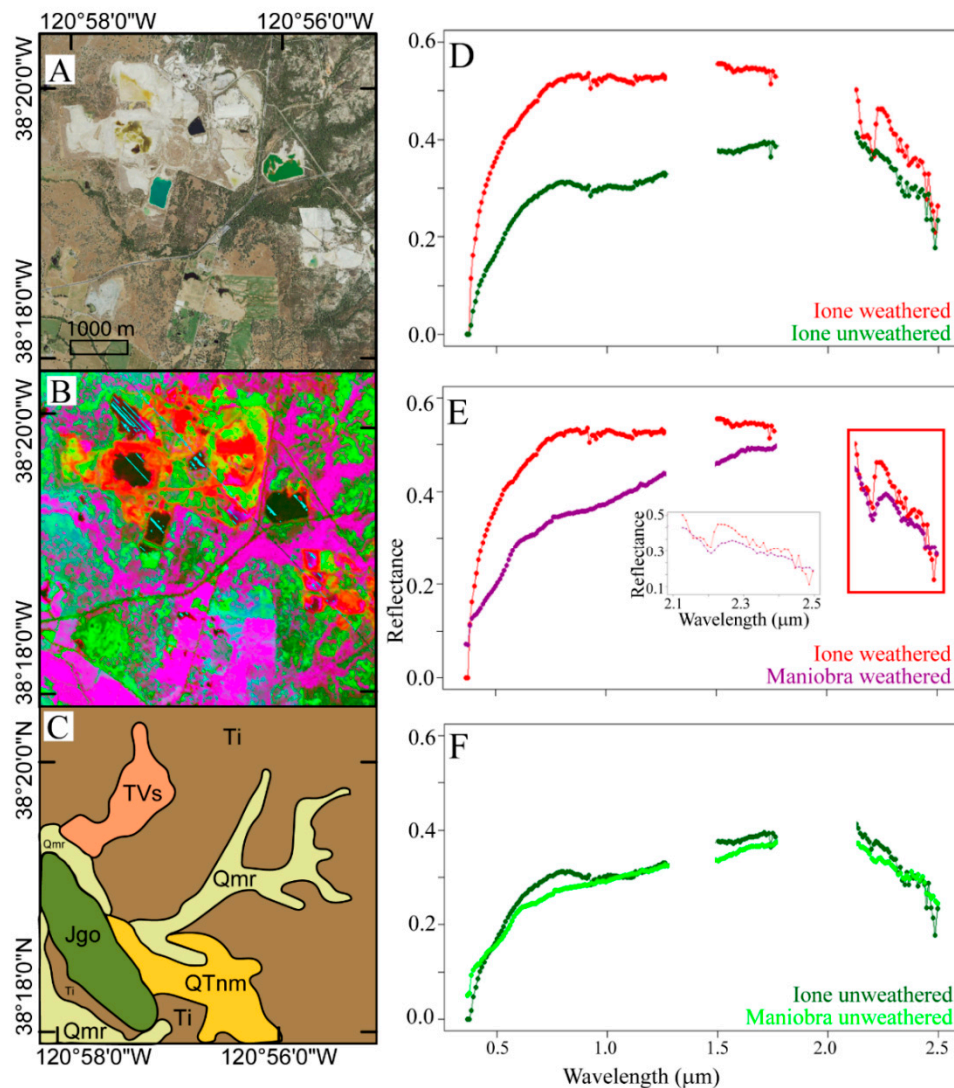 120°58'0"W
120°56'0"W
A
38°20'0"W
38°18'0"W
1000 m
B
38°20'0"W
38°18'0"W
C
38°20'0"N
38°18'0"N
Ti
TVs
Qmr
Qmr
Jgo
QTnm
Ti
Ti
Qmr
120°58'0"W
120°56'0"W
D
0.6
0.4
0.2
0.0
Ione weathered
Ione unweathered
E
0.6
0.4
0.2
0.0
Reflectance
0.5
0.3
0.1
Reflectance
2.1
2.3
2.5
Wavelength (μm)
Ione weathered
Maniobra weathered
F
0.6
0.4
0.2
0.0
Ione unweathered
Maniobra unweathered
0.5
1.0
1.5
2.0
2.5
Wavelength (μm)